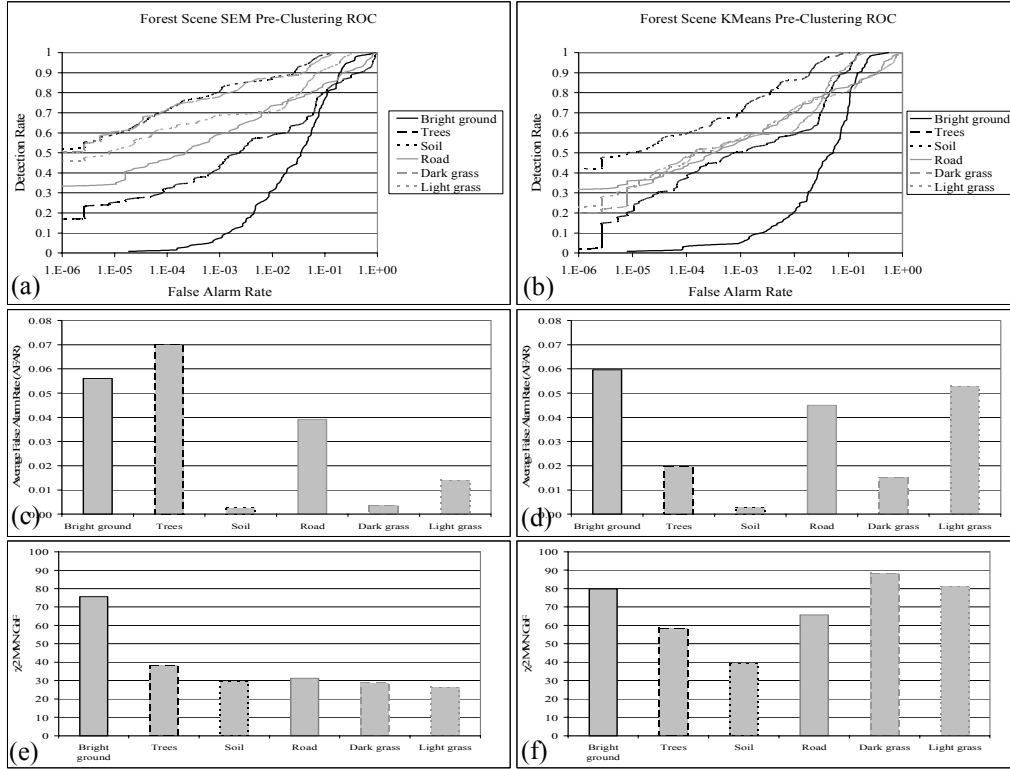 Forest Scene SEM Pre-Clustering ROC
Detection Rate
1
0.9
0.8
0.7
0.6
0.5
0.4
0.3
0.2
0.1
0
1.E-06 1.E-05 1.E-04 1.E-03 1.E-02 1.E-01 1.E+00
False Alarm Rate
Bright ground
Trees
Soil
Road
Dark grass
Light grass
(a)
Forest Scene KMeans Pre-Clustering ROC
Detection Rate
1
0.9
0.8
0.7
0.6
0.5
0.4
0.3
0.2
0.1
0
1.E-06 1.E-05 1.E-04 1.E-03 1.E-02 1.E-01 1.E+00
False Alarm Rate
Bright ground
Trees
Soil
Road
Dark grass
Light grass
(b)
Average False Alarm Rate (AFAR)
0.08
0.07
0.06
0.05
0.04
0.03
0.02
0.01
0.00
Bright ground Trees Soil Road Dark grass Light grass
(c)
Average False Alarm Rate (AFAR)
0.08
0.07
0.06
0.05
0.04
0.03
0.02
0.01
0.00
Bright ground Trees Soil Road Dark grass Light grass
(d)
χ2 MVN GoF
100
90
80
70
60
50
40
30
20
10
0
Bright ground Trees Soil Road Dark grass Light grass
(e)
χ2 MVN GoF
100
90
80
70
60
50
40
30
20
10
0
Bright ground Trees Soil Road Dark grass Light grass
(f)